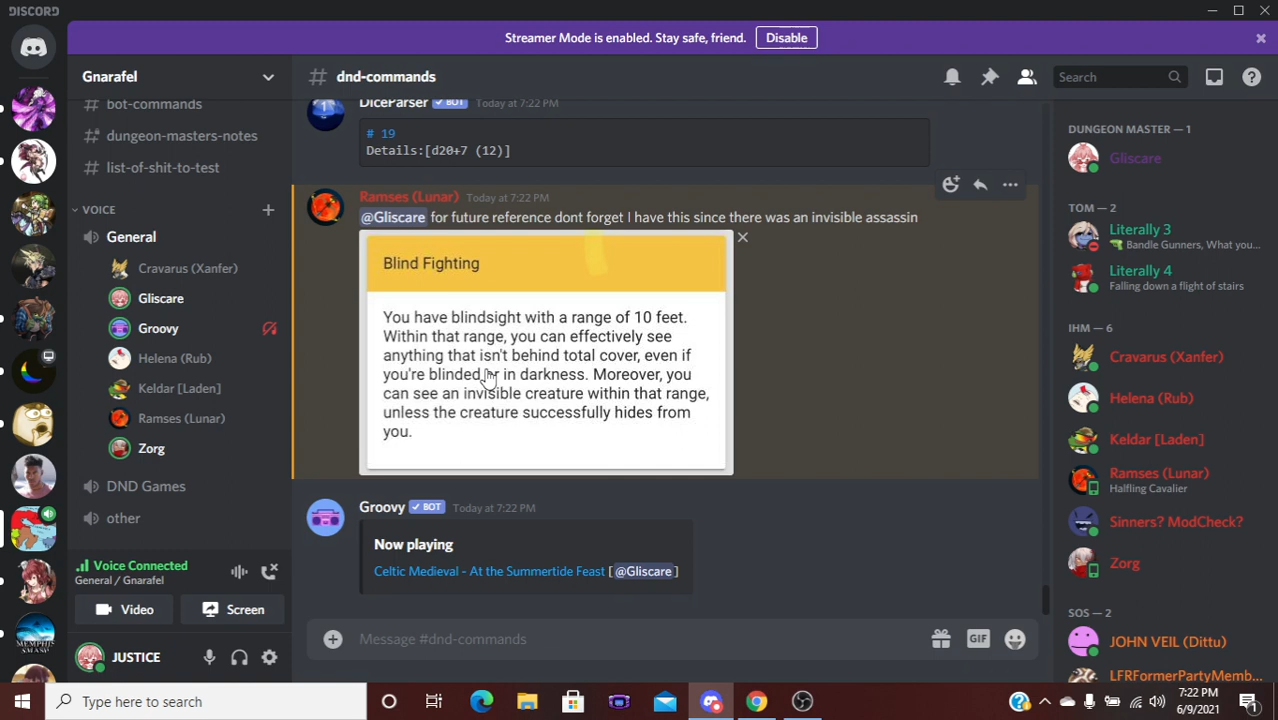 DISCORD
Streamer Mode is enabled. Stay safe, friend.
Disable
Gnarafel
bot-commands
dungeon-masters-notes
list-of-shit-to-test
VOICE
General
Cravarus (Xanfer)
Gliscare
Groovy
Helena (Rub)
Keldar [Laden]
Ramses (Lunar)
Zorg
DND Games
other
Voice Connected
General / Gnarafel
Video
Screen
JUSTICE
dnd-commands
Search
DiceParser BOT Today at 7:22 PM
# 19
Details:[d20+7 (12)]
Ramses (Lunar) Today at 7:22 PM
@Gliscare for future reference dont forget I have this since there was an invisible assassin
Blind Fighting
You have blindsight with a range of 10 feet.
Within that range, you can effectively see
anything that isn't behind total cover, even if
you're blinded or in darkness. Moreover, you
can see an invisible creature within that range,
unless the creature successfully hides from
you.
Groovy BOT Today at 7:22 PM
Now playing
Celtic Medieval - At the Summertide Feast [@Gliscare]
Message #dnd-commands
GIF
DUNGEON MASTER — 1
Gliscare
TOM — 2
Literally 3
Bandle Gunners, What you...
Literally 4
Falling down a flight of stairs
IHM — 6
Cravarus (Xanfer)
Helena (Rub)
Keldar [Laden]
Ramses (Lunar)
Halfling Cavalier
Sinners? ModCheck?
Zorg
SOS — 2
JOHN VEIL (Dittu)
LFRFormerPartyMemb...
MEMPHIS
SMASH
Type here to search
7:22 PM
6/9/2021
1